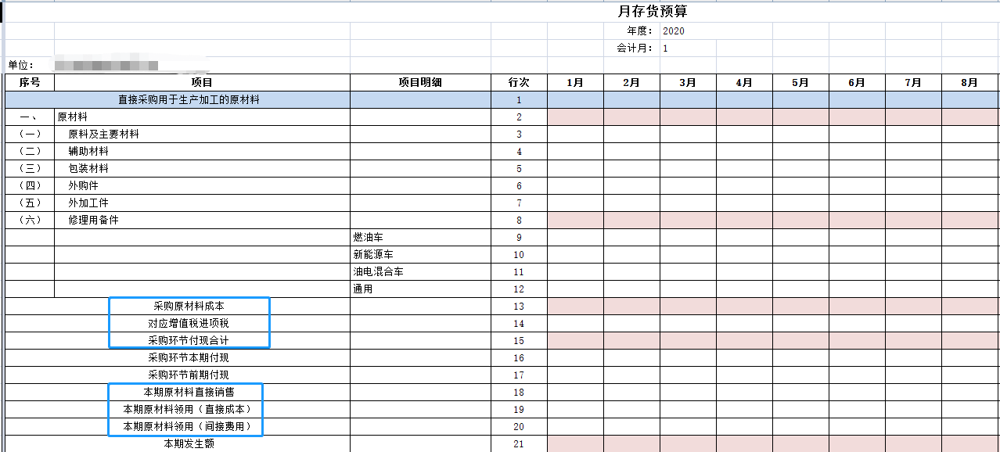 月存货预算
年度： 2020
会计月： 1
单位：
序号 项目 项目明细 行次 1月 2月 3月 4月 5月 6月 7月 8月
直接采购用于生产加工的原材料 1
一、 原材料 2
（一） 原料及主要材料 3
（二） 辅助材料 4
（三） 包装材料 5
（四） 外购件 6
（五） 外加工件 7
（六） 修理用备件 8
燃油车 9
新能源车 10
油电混合车 11
通用 12
采购原材料成本 13
对应增值税进项税 14
采购环节付现合计 15
采购环节本期付现 16
采购环节前期付现 17
本期原材料直接销售 18
本期原材料领用（直接成本） 19
本期原材料领用（间接费用） 20
本期发生额 21